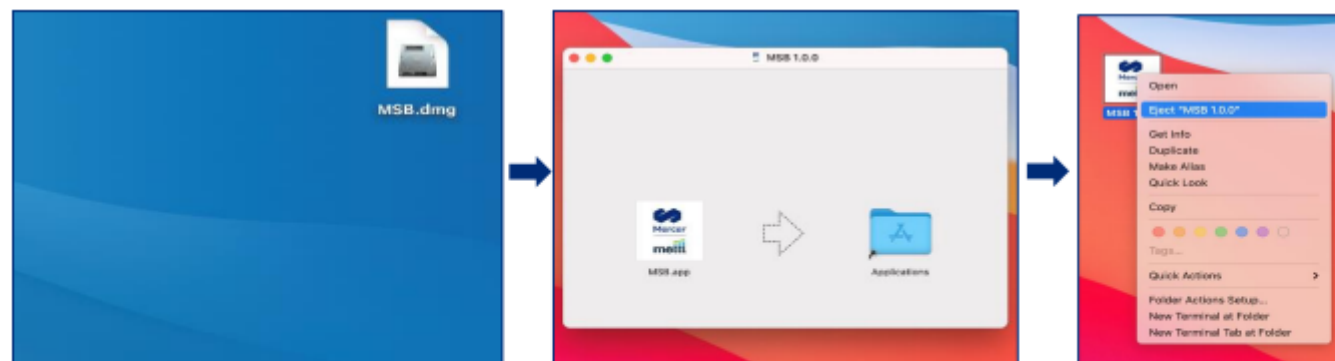 MSB.dmg
MSB 1.0.0
Mercer
mettl
MSB.app
Applications
Open
Eject "MSB 1.0.0"
Get Info
Duplicate
Make Alias
Quick Look
Copy
Tags...
Quick Actions
Folder Actions Setup...
New Terminal at Folder
New Terminal Tab at Folder